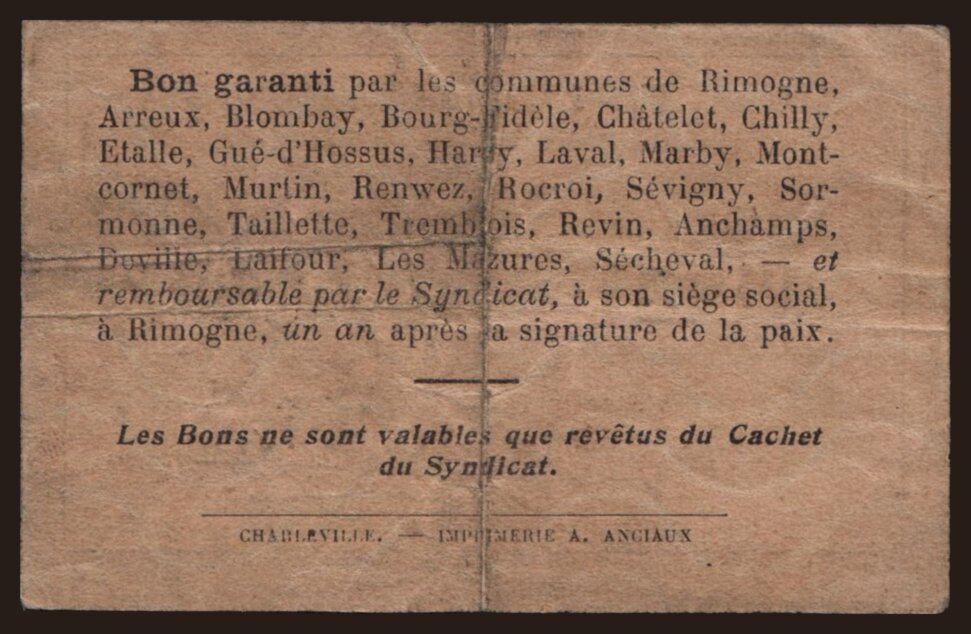 Bon garanti par les communes de Rimogne,
Arreux, Blombay, Bourg-Fidèle, Châtelet, Chilly,
Etalle, Gué-d'Hossus, Harcy, Laval, Marby, Mont-
cornet, Murtin, Renwez, Rocroi, Sévigny, Sor-
monne, Taillette, Tremblois, Revin, Anchamps,
Deville, Laifour, Les Mazures, Sécheval, — et
remboursable par le Syndicat, à son siège social,
à Rimogne, un an après la signature de la paix.
Les Bons ne sont valables que revêtus du Cachet
du Syndicat.
CHARLEVILLE. — IMPRIMERIE A. ANCIAUX